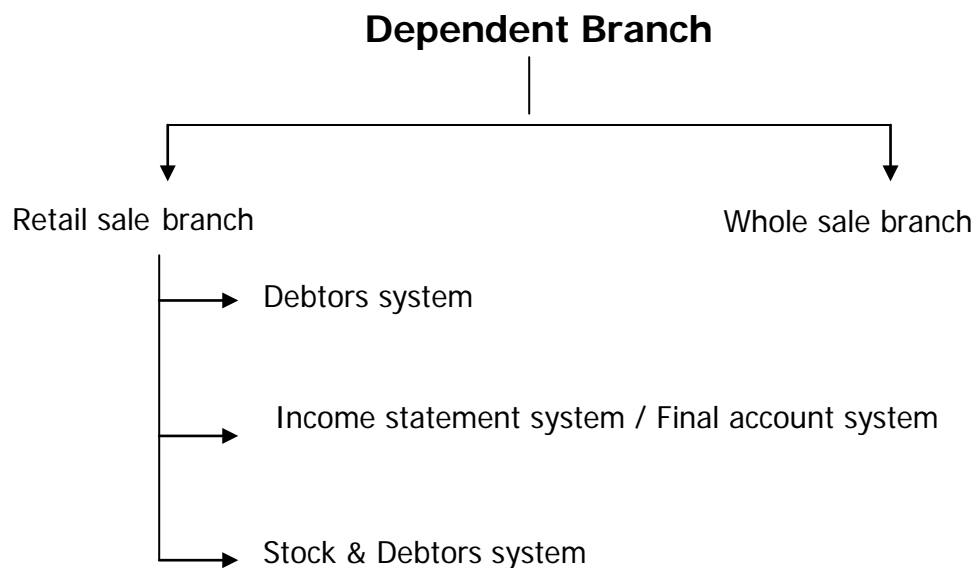 Dependent Branch
Retail sale branch
Whole sale branch
Debtors system
Income statement system / Final account system
Stock & Debtors system